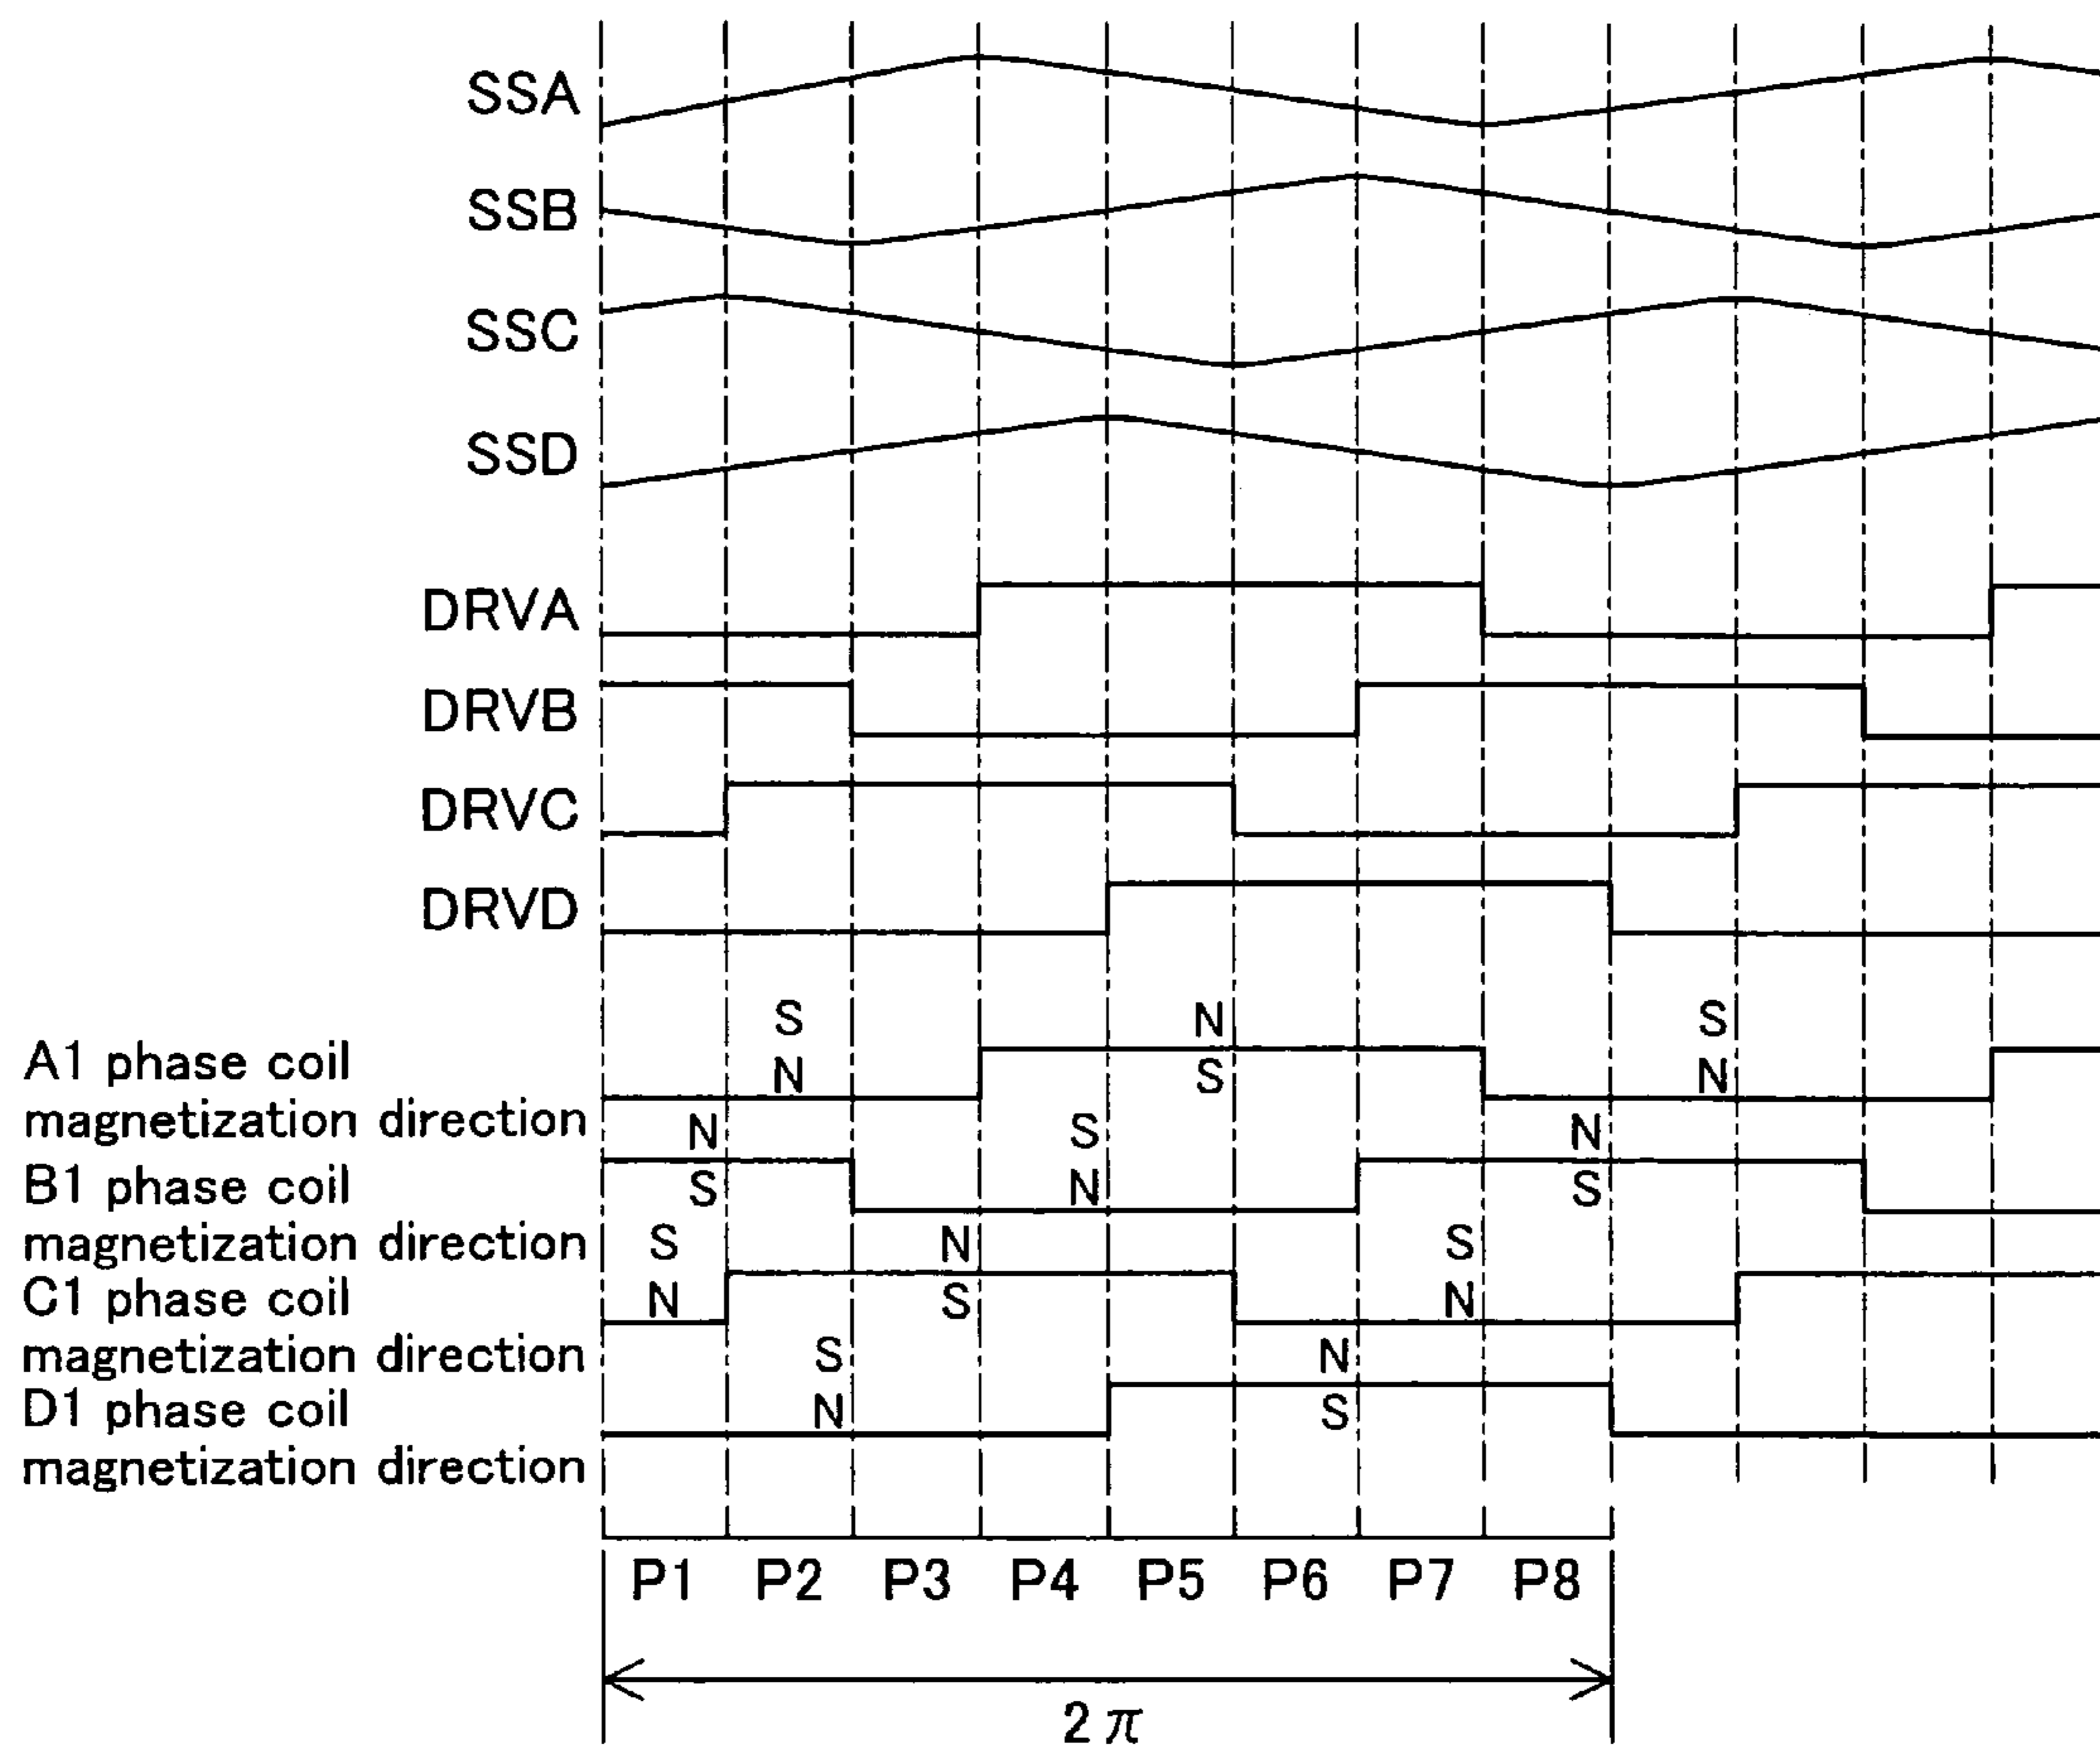 SSA
SSB
SSC
SSD
DRVA
DRVB
DRVC
DRVD
S N S
A1 phase coil N S N
magnetization direction N S N
B1 phase coil S N S
magnetization direction S N S
C1 phase coil N S N
magnetization direction S N
D1 phase coil N S
magnetization direction
P1 P2 P3 P4 P5 P6 P7 P8
2π